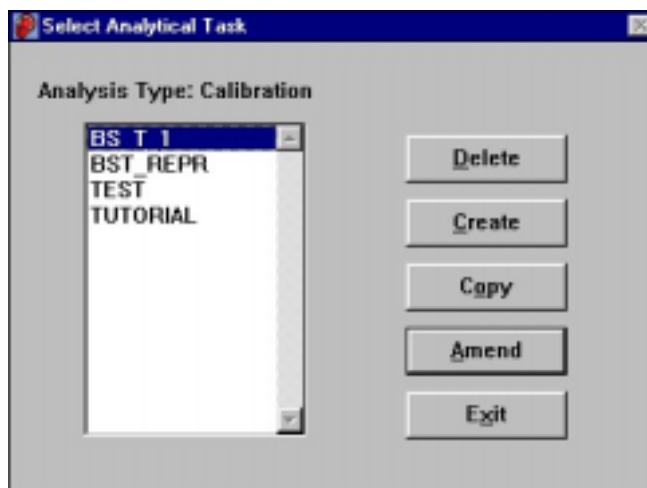 Select Analytical Task
Analysis Type: Calibration
BS_T_1
BST_REPR
TEST
TUTORIAL
Delete
Create
Copy
Amend
Exit